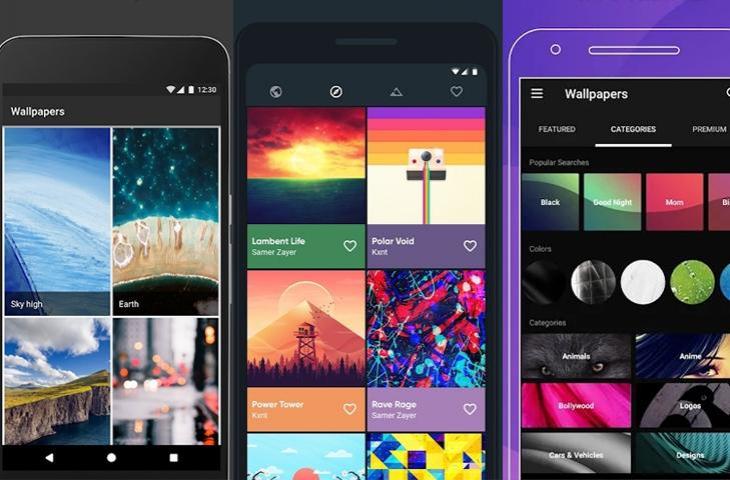 12:30
Wallpapers
Sky high
Earth
Lambent Life
Samer Zayer
Polar Void
Kxnt
Power Tower
Kxnt
Rave Rage
Samer Zayer
Wallpapers
FEATURED CATEGORIES PREMIUM
Popular Searches
Black Good Night Mom Bi
Colors
Categories
Animals Anime
Bollywood Logos
Cars & Vehicles Designs